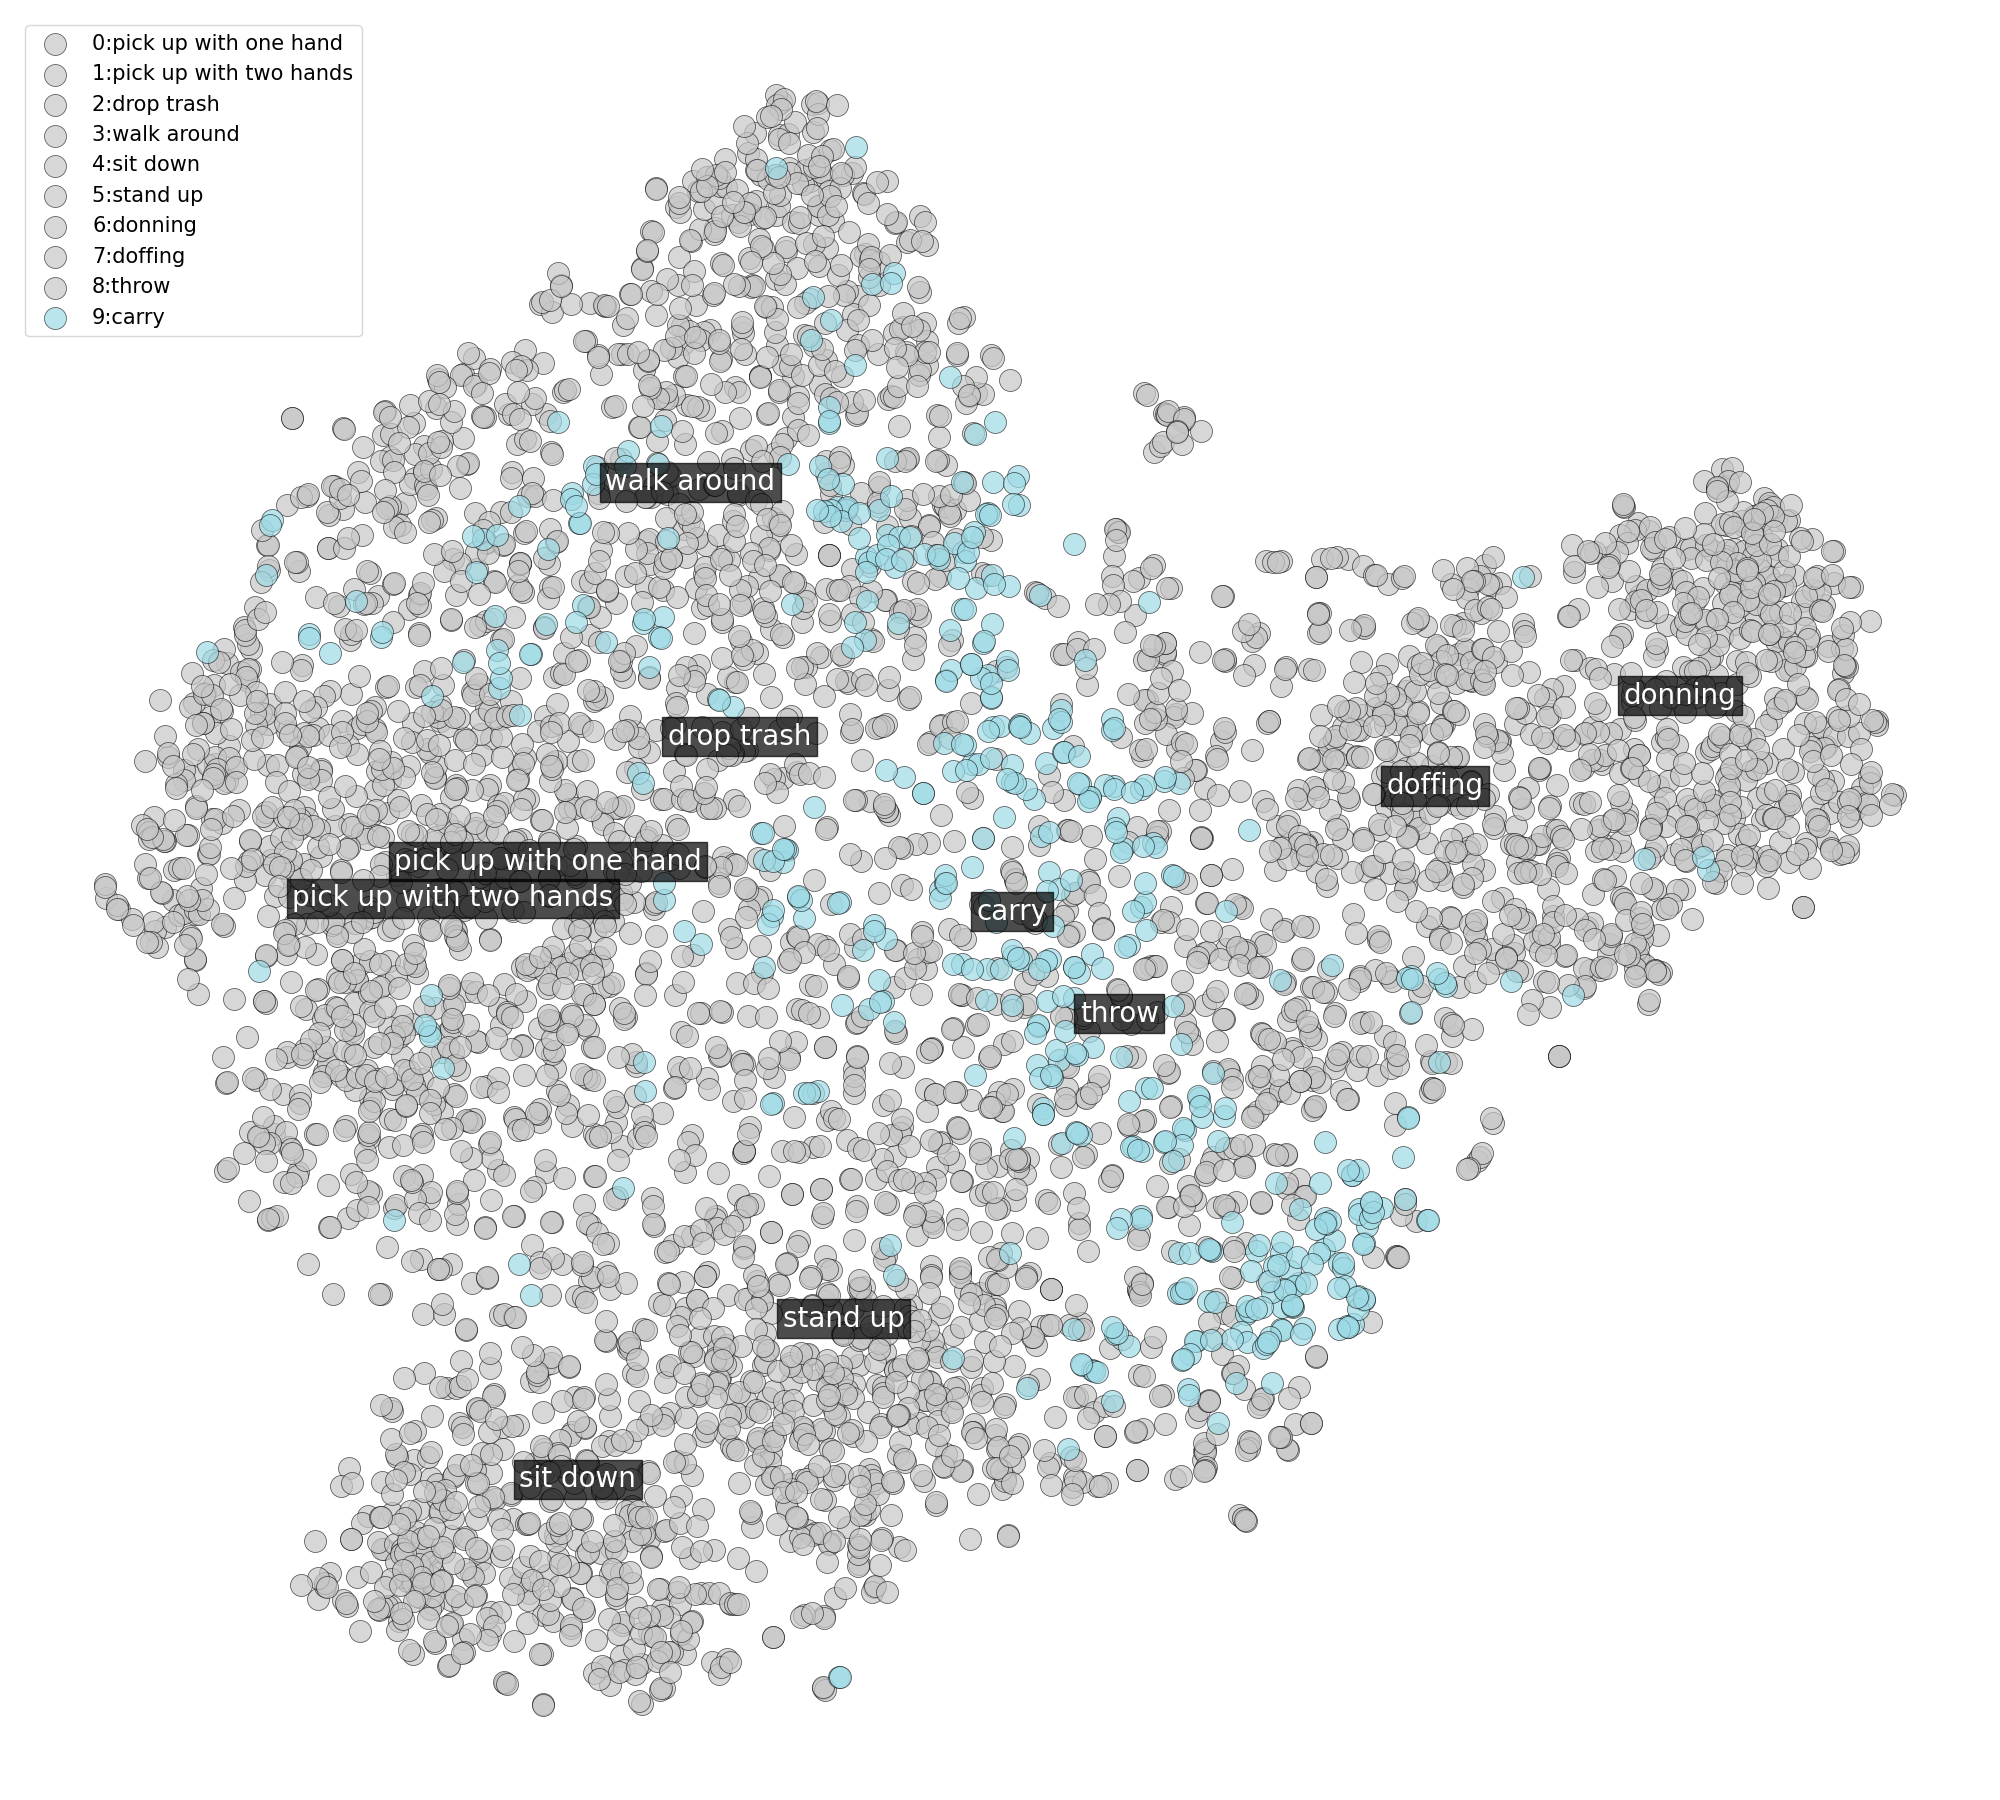 0:pick up with one hand
1:pick up with two hands
2:drop trash
3:walk around
4:sit down
5:stand up
6:donning
7:doffing
8:throw
9:carry
walk around
donning
drop trash
doffing
pick up with one hand
pick up with two hands
carry
throw
stand up
sit down